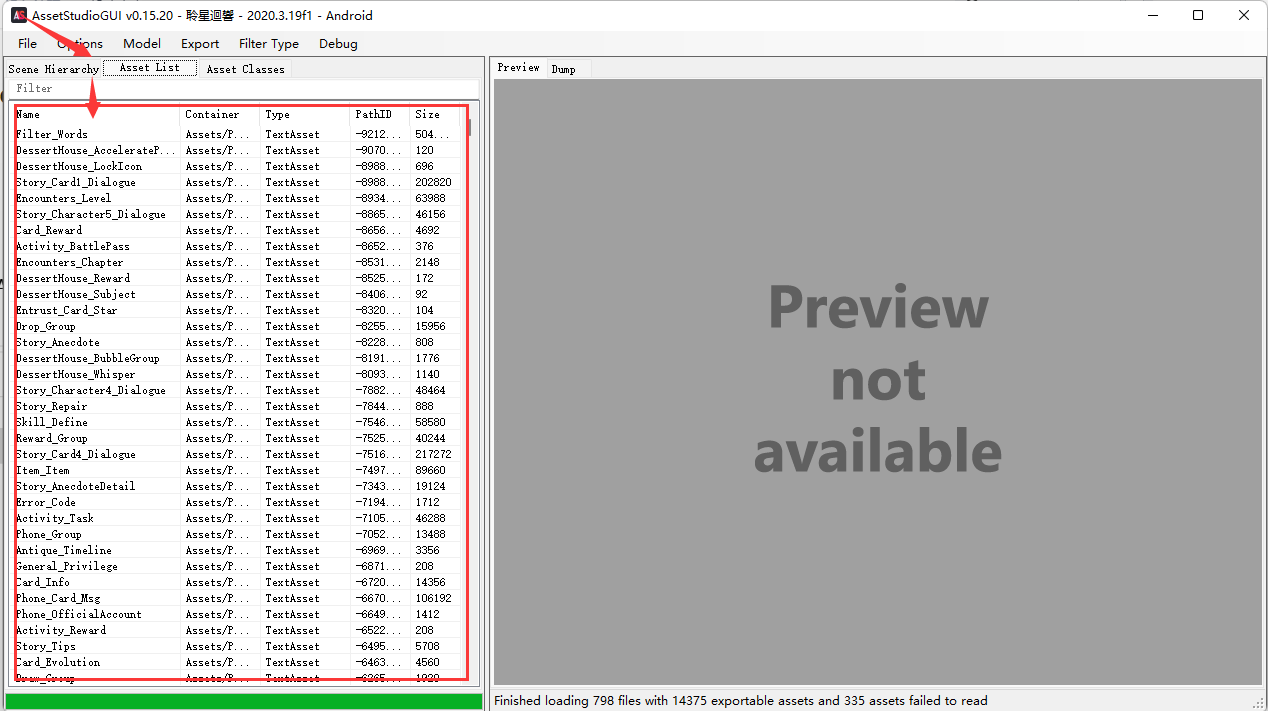 AssetStudioGUI v0.15.20 - 聆星迴響 - 2020.3.19f1 - Android
File Options Model Export Filter Type Debug
Scene Hierarchy Asset List Asset Classes
Filter
Name Container Type PathID Size
Filter_Words Assets/P... TextAsset -9212... 504...
DessertHouse_AccelerateP... Assets/P... TextAsset -9070... 120
DessertHouse_LockIcon Assets/P... TextAsset -8988... 696
Story_Card1_Dialogue Assets/P... TextAsset -8988... 202820
Encounters_Level Assets/P... TextAsset -8934... 63988
Story_Character5_Dialogue Assets/P... TextAsset -8865... 46156
Card_Reward Assets/P... TextAsset -8656... 4692
Activity_BattlePass Assets/P... TextAsset -8652... 376
Encounters_Chapter Assets/P... TextAsset -8531... 2148
DessertHouse_Reward Assets/P... TextAsset -8525... 172
DessertHouse_Subject Assets/P... TextAsset -8406... 92
Entrust_Card_Star Assets/P... TextAsset -8320... 104
Drop_Group Assets/P... TextAsset -8255... 15956
Story_Anecdote Assets/P... TextAsset -8228... 808
DessertHouse_BubbleGroup Assets/P... TextAsset -8191... 1776
DessertHouse_Whisper Assets/P... TextAsset -8093... 1140
Story_Character4_Dialogue Assets/P... TextAsset -7882... 48464
Story_Repair Assets/P... TextAsset -7844... 888
Skill_Define Assets/P... TextAsset -7546... 58580
Reward_Group Assets/P... TextAsset -7525... 40244
Story_Card4_Dialogue Assets/P... TextAsset -7516... 217272
Item_Item Assets/P... TextAsset -7497... 89660
Story_AnecdoteDetail Assets/P... TextAsset -7343... 19124
Error_Code Assets/P... TextAsset -7194... 1712
Activity_Task Assets/P... TextAsset -7105... 46288
Phone_Group Assets/P... TextAsset -7052... 13488
Antique_Timeline Assets/P... TextAsset -6969... 3356
General_Privilege Assets/P... TextAsset -6871... 208
Card_Info Assets/P... TextAsset -6720... 14356
Phone_Card_Msg Assets/P... TextAsset -6670... 106192
Phone_OfficialAccount Assets/P... TextAsset -6649... 1412
Activity_Reward Assets/P... TextAsset -6522... 208
Story_Tips Assets/P... TextAsset -6495... 5708
Card_Evolution Assets/P... TextAsset -6463... 4560
Draw_Group Assets/P... TextAsset -6265... 1920
Preview Dump
Preview
not
available
Finished loading 798 files with 14375 exportable assets and 335 assets failed to read